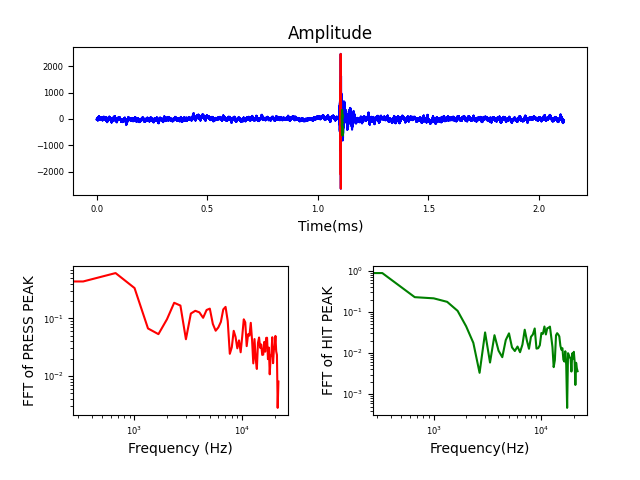 Amplitude
2000
1000
0
−1000
−2000
0.0 0.5 1.0 1.5 2.0
Time(ms)
FFT of PRESS PEAK
10⁻¹
10⁻²
10³ 10⁴
Frequency (Hz)
FFT of HIT PEAK
10⁰
10⁻¹
10⁻²
10⁻³
10³ 10⁴
Frequency(Hz)